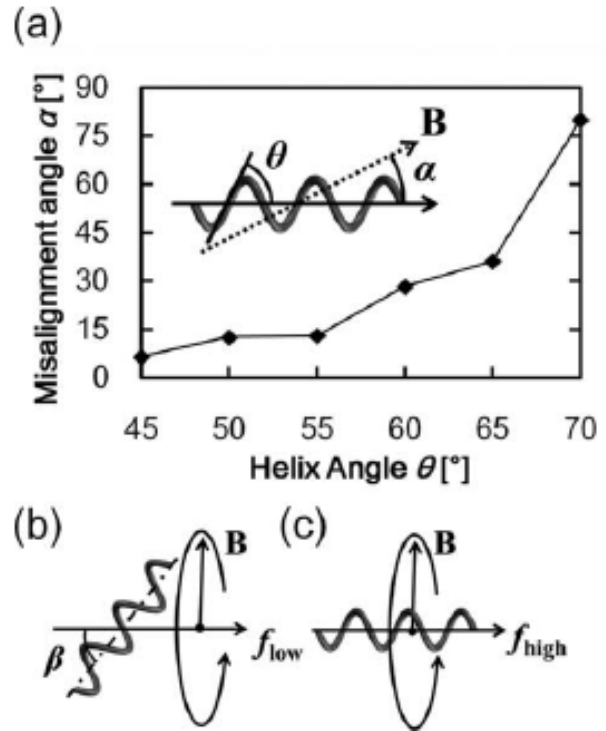 (a)
90
75
60
45
30
15
0
Misalignment angle α [°]
θ
B
α
45 50 55 60 65 70
Helix Angle θ [°]
(b) (c)
B B
β
f_low f_high